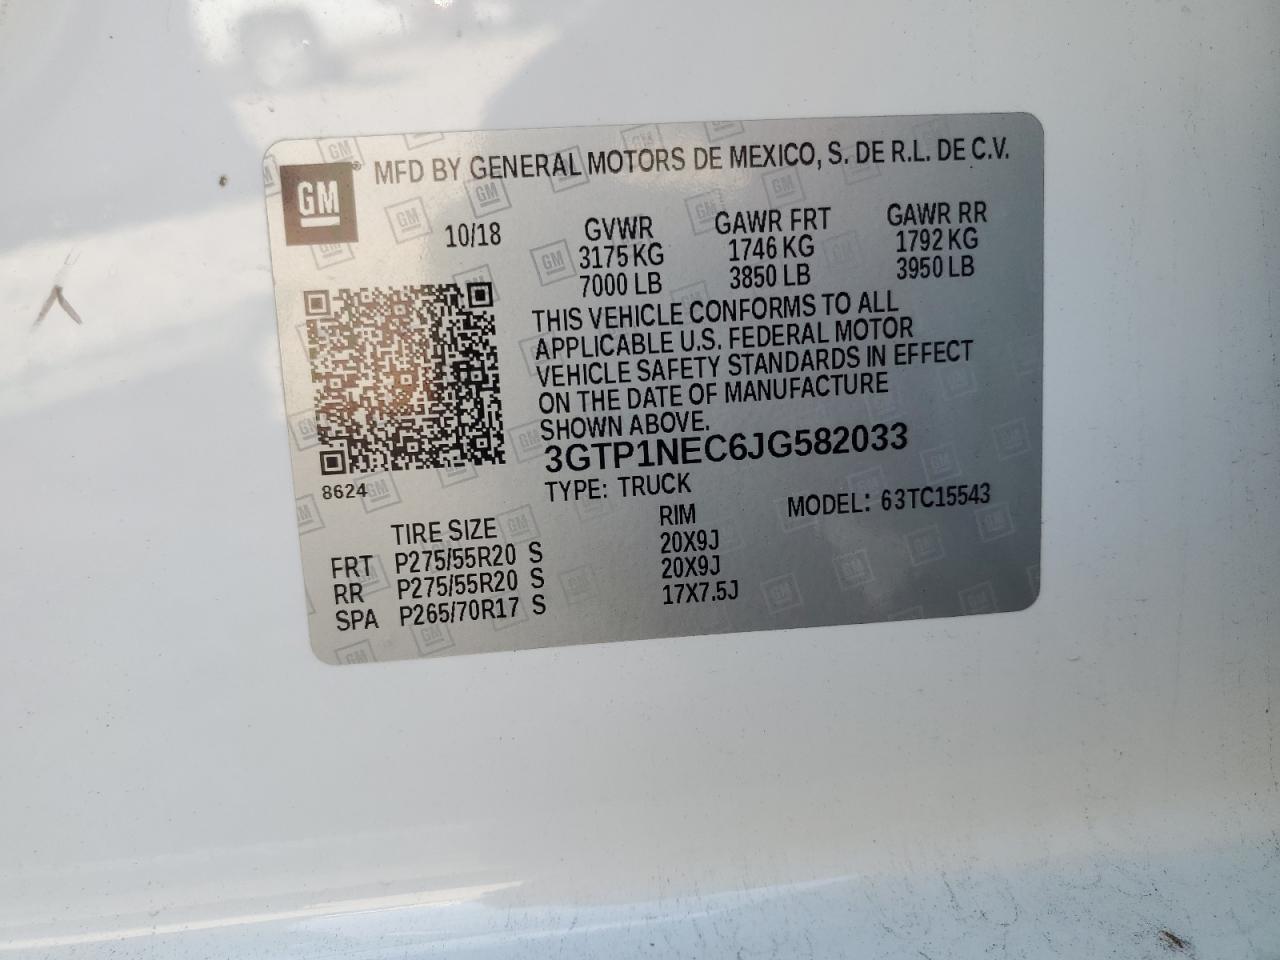 GM
MFD BY GENERAL MOTORS DE MEXICO, S. DE R.L. DE C.V.
10/18
GVWR GAWR FRT GAWR RR
3175 KG 1746 KG 1792 KG
7000 LB 3850 LB 3950 LB
THIS VEHICLE CONFORMS TO ALL
APPLICABLE U.S. FEDERAL MOTOR
VEHICLE SAFETY STANDARDS IN EFFECT
ON THE DATE OF MANUFACTURE
SHOWN ABOVE.
3GTP1NEC6JG582033
8624
TYPE: TRUCK
MODEL: 63TC15543
TIRE SIZE RIM
FRT P275/55R20 S 20X9J
RR P275/55R20 S 20X9J
SPA P265/70R17 S 17X7.5J